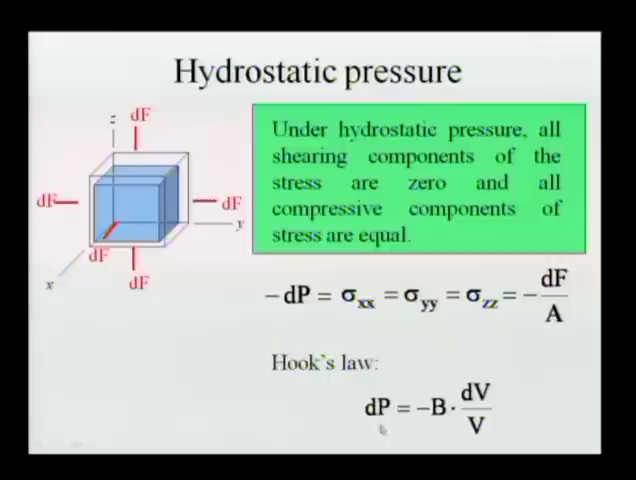 Hydrostatic pressure
z
dF
dF
dF
y
dF
dF
x
Under hydrostatic pressure, all
shearing components of the
stress are zero and all
compressive components of
stress are equal.
- dP = σxx = σyy = σzz = - dF/A
Hook's law:
dP = -B · dV/V